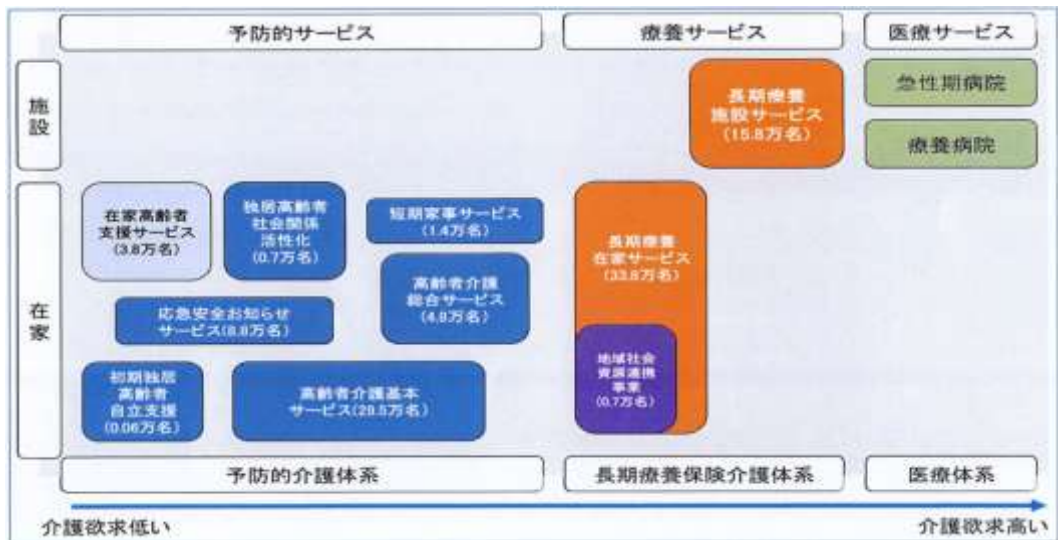 予防的サービス
療養サービス
医療サービス
施設
長期療養
施設サービス
(15.8万名)
急性期病院
療養病院
在家
在家高齢者
支援サービス
(3.8万名)
独居高齢者
社会関係
活性化
(0.7万名)
短期家事サービス
(1.4万名)
高齢者介護
総合サービス
(4.8万名)
応急安全お知らせ
サービス(8.8万名)
初期独居
高齢者
自立支援
(0.06万名)
高齢者介護基本
サービス(29.5万名)
長期療養
在家サービス
(33.8万名)
地域社会
資源連携
事業
(0.7万名)
予防的介護体系
長期療養保険介護体系
医療体系
介護欲求低い
介護欲求高い